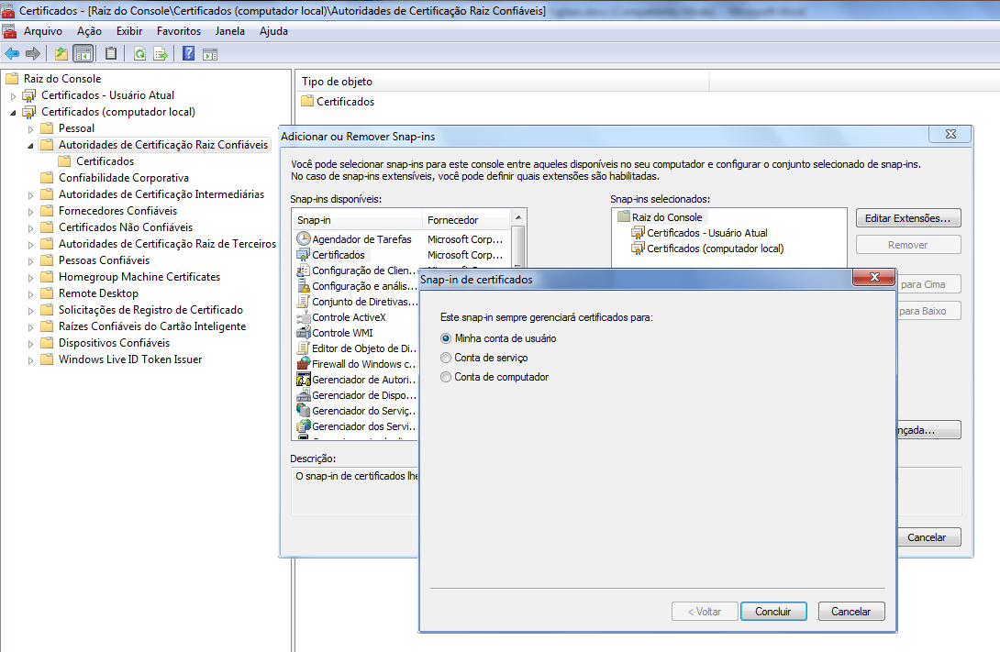 Certificados - [Raiz do Console\Certificados (computador local)\Autoridades de Certificação Raiz Confiáveis]
Arquivo Ação Exibir Favoritos Janela Ajuda
Raiz do Console
Certificados - Usuário Atual
Certificados (computador local)
Pessoal
Autoridades de Certificação Raiz Confiáveis
Certificados
Confiabilidade Corporativa
Autoridades de Certificação Intermediárias
Fornecedores Confiáveis
Certificados Não Confiáveis
Autoridades de Certificação Raiz de Terceiros
Pessoas Confiáveis
Homegroup Machine Certificates
Remote Desktop
Solicitações de Registro de Certificado
Raízes Confiáveis do Cartão Inteligente
Dispositivos Confiáveis
Windows Live ID Token Issuer
Tipo de objeto
Certificados
Adicionar ou Remover Snap-ins
Você pode selecionar snap-ins para este console entre aqueles disponíveis no seu computador e configurar o conjunto selecionado de snap-ins.
No caso de snap-ins extensíveis, você pode definir quais extensões são habilitadas.
Snap-ins disponíveis:
Snap-in Fornecedor
Agendador de Tarefas Microsoft Corp...
Certificados Microsoft Corp...
Configuração de Clien...
Configuração e anális...
Conjunto de Diretivas...
Controle ActiveX
Controle WMI
Editor de Objeto de Di...
Firewall do Windows c...
Gerenciador de Autori...
Gerenciador de Dispo...
Gerenciador do Serviç...
Gerenciador dos Servi...
Snap-ins selecionados:
Raiz do Console
Certificados - Usuário Atual
Certificados (computador local)
Editar Extensões...
Remover
para Cima
para Baixo
nçada...
Descrição:
O snap-in de certificados lhe
Cancelar
Snap-in de certificados
Este snap-in sempre gerenciará certificados para:
Minha conta de usuário
Conta de serviço
Conta de computador
< Voltar Concluir Cancelar